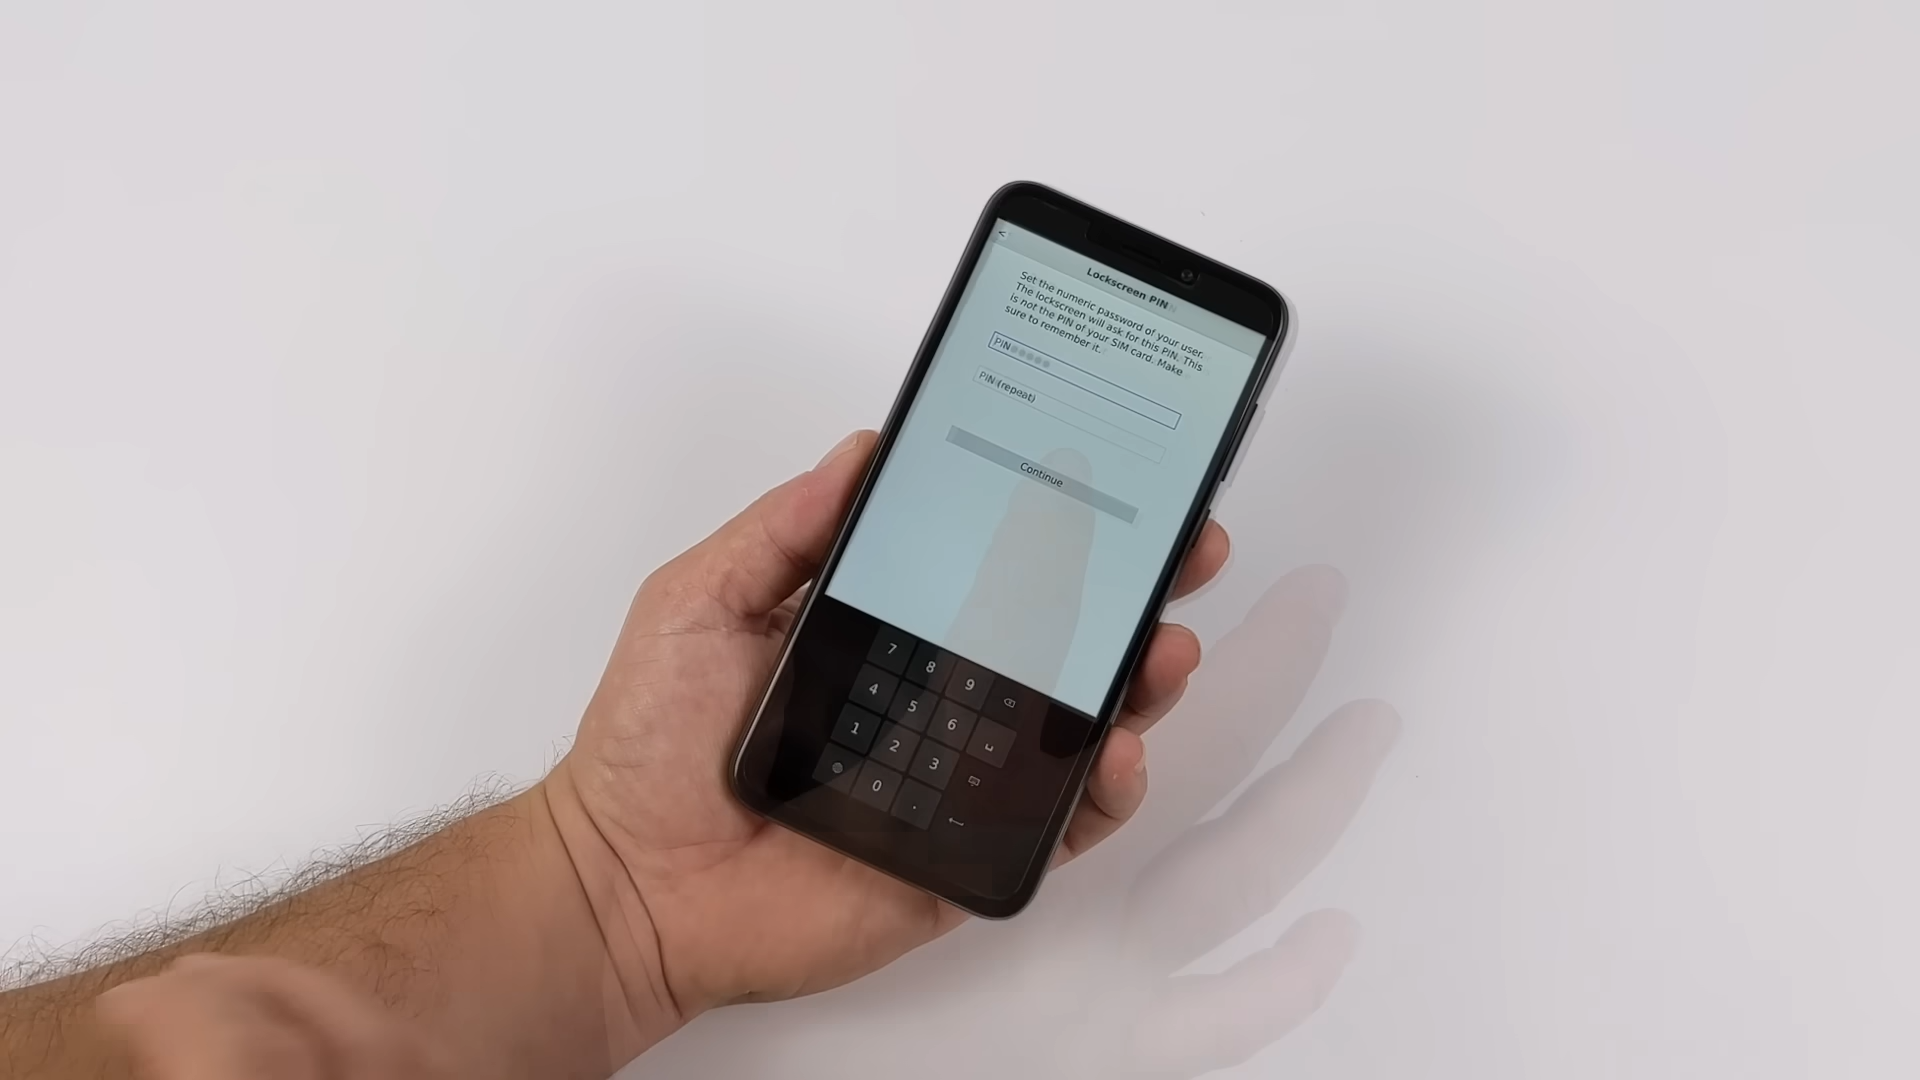 <
Lockscreen PIN
Set the numeric password of your user.
The lockscreen will ask for this PIN. This
is not the PIN of your SIM card. Make
sure to remember it.
PIN
PIN (repeat)
Continue
7 8 9
4 5 6
1 2 3
0 .